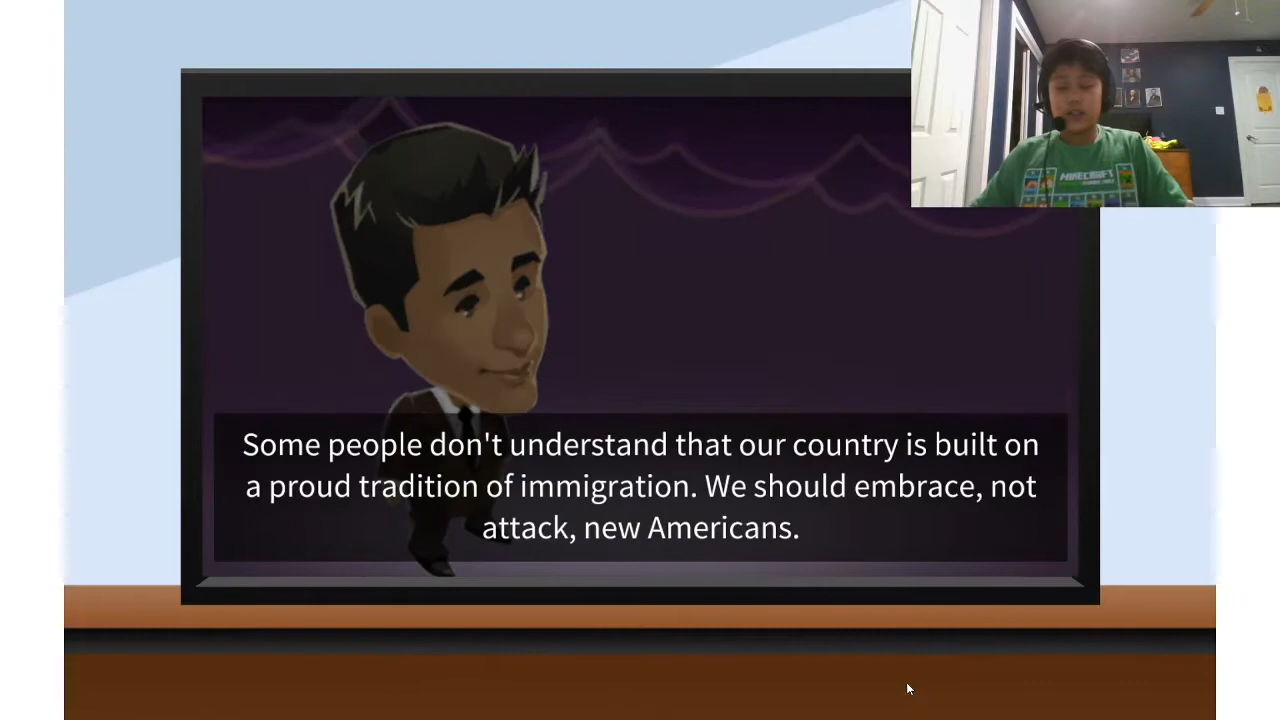 MINECRAFT
Some people don't understand that our country is built on
a proud tradition of immigration. We should embrace, not
attack, new Americans.